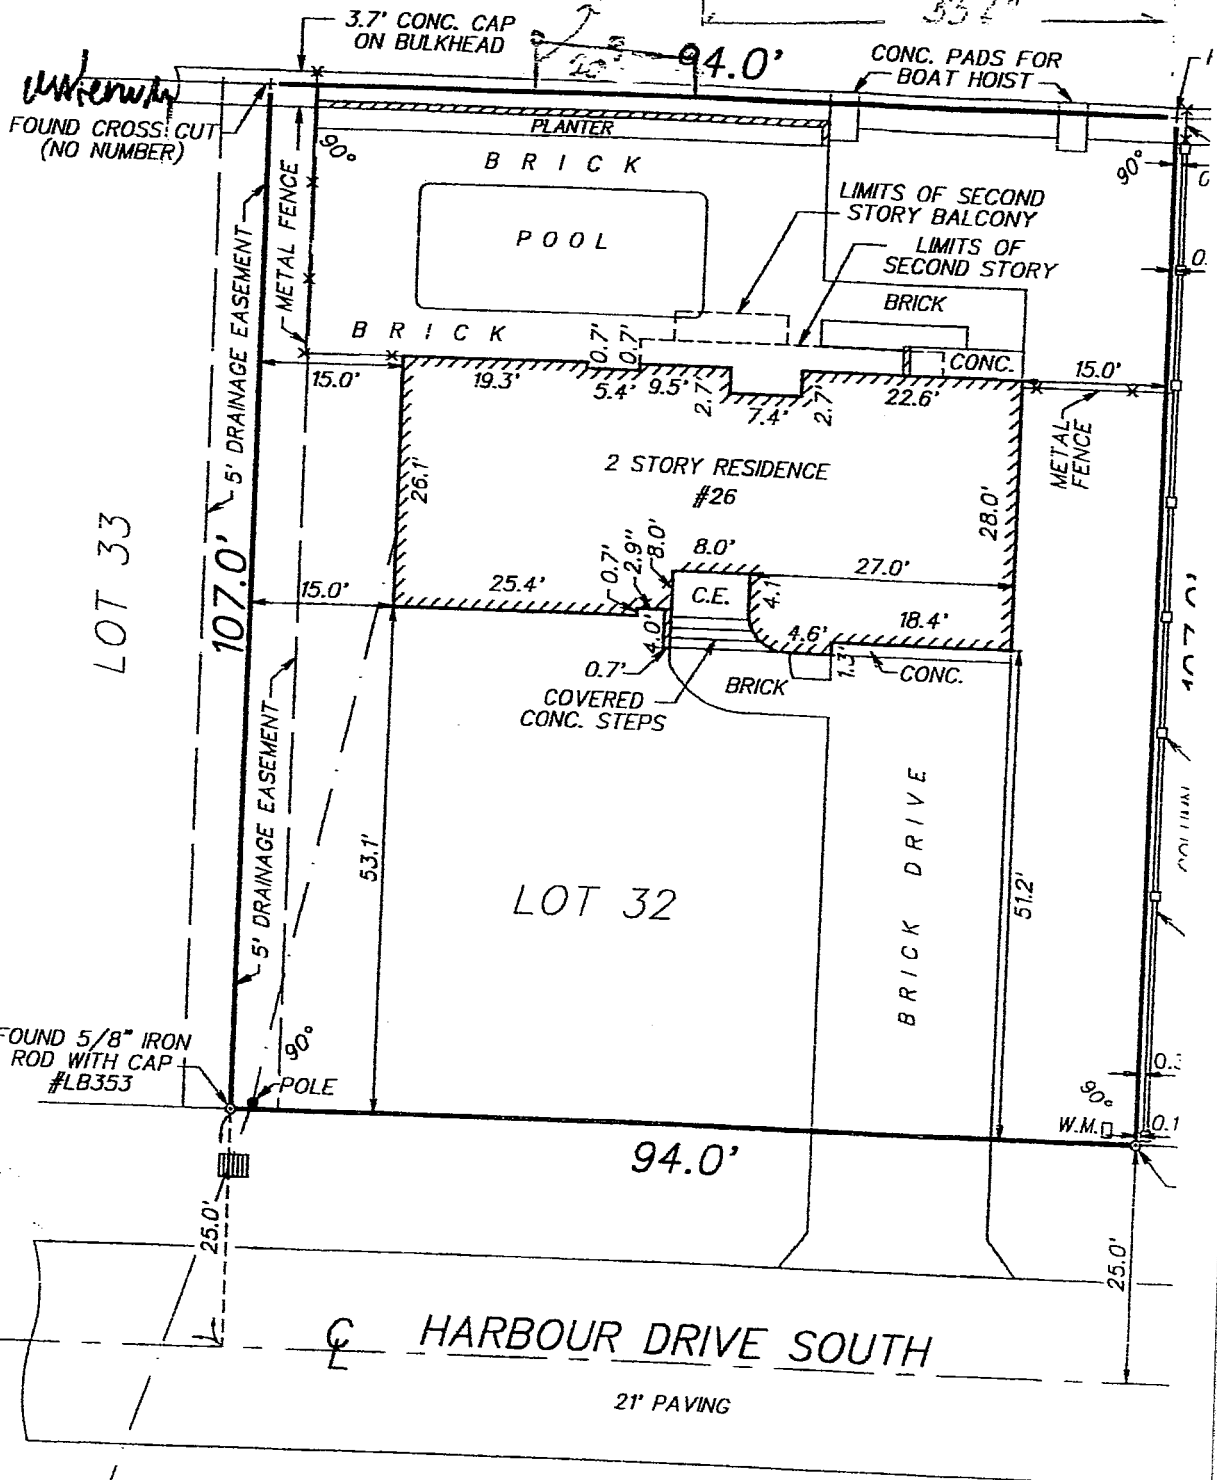 3.7' CONC. CAP
ON BULKHEAD
94.0'
CONC. PADS FOR
BOAT HOIST
FOUND CROSS CUT
(NO NUMBER)
90°
PLANTER
90°
BRICK
METAL FENCE
5' DRAINAGE EASEMENT
POOL
LIMITS OF SECOND
STORY BALCONY
LIMITS OF
SECOND STORY
BRICK
BRICK
CONC.
15.0'
19.3'
0.7'
0.7'
5.4'
9.5'
2.7'
7.4'
2.7'
22.6'
15.0'
METAL
FENCE
2 STORY RESIDENCE
#26
26.1'
28.0'
LOT 33
107.0'
15.0'
25.4'
0.7'
2.9"
8.0'
8.0'
C.E.
4.1
27.0'
4.0'
4.6'
18.4'
1.3'
0.7'
COVERED
CONC. STEPS
BRICK
CONC.
5' DRAINAGE EASEMENT
53.1'
LOT 32
BRICK DRIVE
51.2'
FOUND 5/8" IRON
ROD WITH CAP
#LB353
90°
POLE
90°
W.M.
0.1
94.0'
25.0'
25.0'
HARBOUR DRIVE SOUTH
21' PAVING